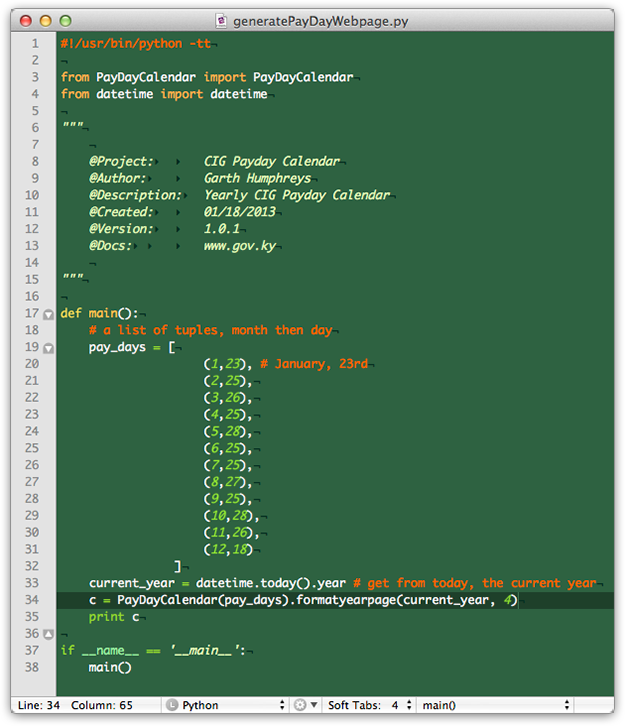 generatePayDayWebpage.py
1 #!/usr/bin/python -tt
2
3 from PayDayCalendar import PayDayCalendar
4 from datetime import datetime
5
6 """
7
8 @Project: CIG Payday Calendar
9 @Author: Garth Humphreys
10 @Description: Yearly CIG Payday Calendar
11 @Created: 01/18/2013
12 @Version: 1.0.1
13 @Docs: www.gov.ky
14
15 """
16
17 def main():
18 # a list of tuples, month then day
19 pay_days = [
20 (1,23), # January, 23rd
21 (2,25),
22 (3,26),
23 (4,25),
24 (5,28),
25 (6,25),
26 (7,25),
27 (8,27),
28 (9,25),
29 (10,28),
30 (11,26),
31 (12,18)
32 ]
33 current_year = datetime.today().year # get from today, the current year
34 c = PayDayCalendar(pay_days).formatyearpage(current_year, 4)
35 print c
36
37 if __name__ == '__main__':
38 main()
Line: 34 Column: 65 L Python Soft Tabs: 4 main()